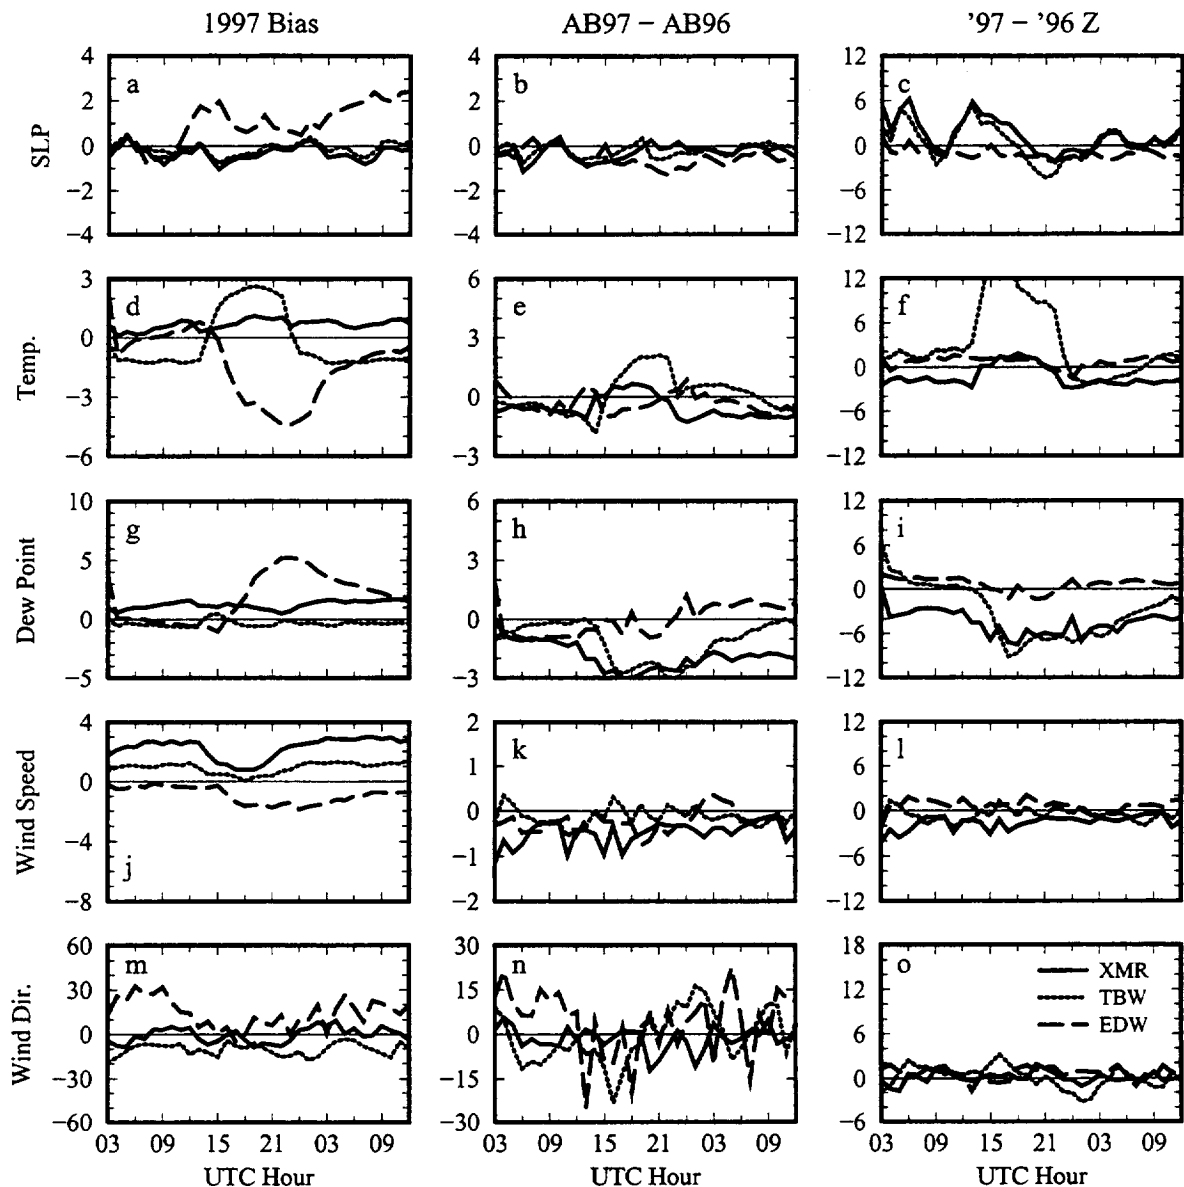 1997 Bias
AB97 − AB96
’97 − ’96 Z
SLP
4
2
0
−2
−4
a
4
2
0
−2
−4
b
12
6
0
−6
−12
c
Temp.
3
0
−3
−6
d
6
3
0
−3
e
12
6
0
−6
−12
f
Dew Point
10
5
0
−5
g
6
3
0
−3
h
12
6
0
−6
−12
i
Wind Speed
4
0
−4
−8
j
2
1
0
−1
−2
k
12
6
0
−6
−12
l
Wind Dir.
60
30
0
−30
−60
m
30
15
0
−15
−30
n
18
12
6
0
−6
o
XMR
TBW
EDW
03 09 15 21 03 09
03 09 15 21 03 09
03 09 15 21 03 09
UTC Hour
UTC Hour
UTC Hour